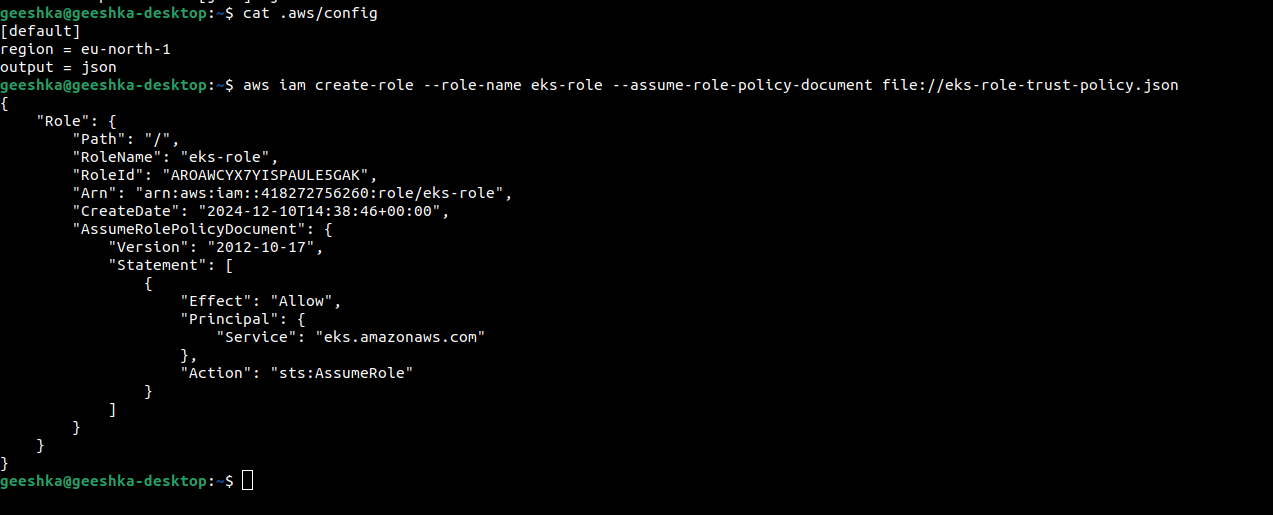 geeshka@geeshka-desktop:~$ cat .aws/config
[default]
region = eu-north-1
output = json
geeshka@geeshka-desktop:~$ aws iam create-role --role-name eks-role --assume-role-policy-document file://eks-role-trust-policy.json
{
    "Role": {
        "Path": "/",
        "RoleName": "eks-role",
        "RoleId": "AROAWCYX7YISPAULE5GAK",
        "Arn": "arn:aws:iam::418272756260:role/eks-role",
        "CreateDate": "2024-12-10T14:38:46+00:00",
        "AssumeRolePolicyDocument": {
            "Version": "2012-10-17",
            "Statement": [
                {
                    "Effect": "Allow",
                    "Principal": {
                        "Service": "eks.amazonaws.com"
                    },
                    "Action": "sts:AssumeRole"
                }
            ]
        }
    }
}
geeshka@geeshka-desktop:~$